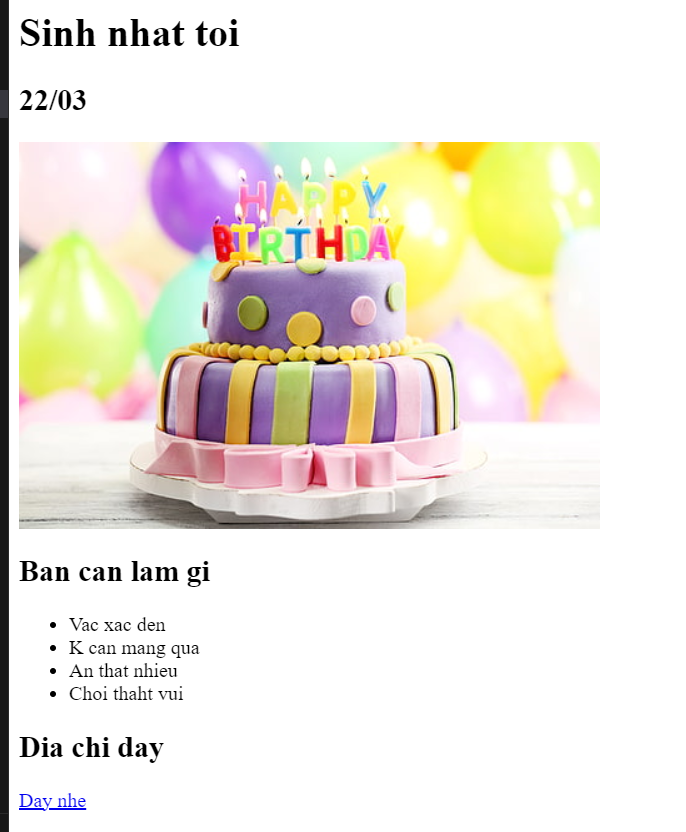 Sinh nhat toi
22/03
HAPPY
BIRTHDAY
Ban can lam gi
Vac xac den
K can mang qua
An that nhieu
Choi thaht vui
Dia chi day
Day nhe